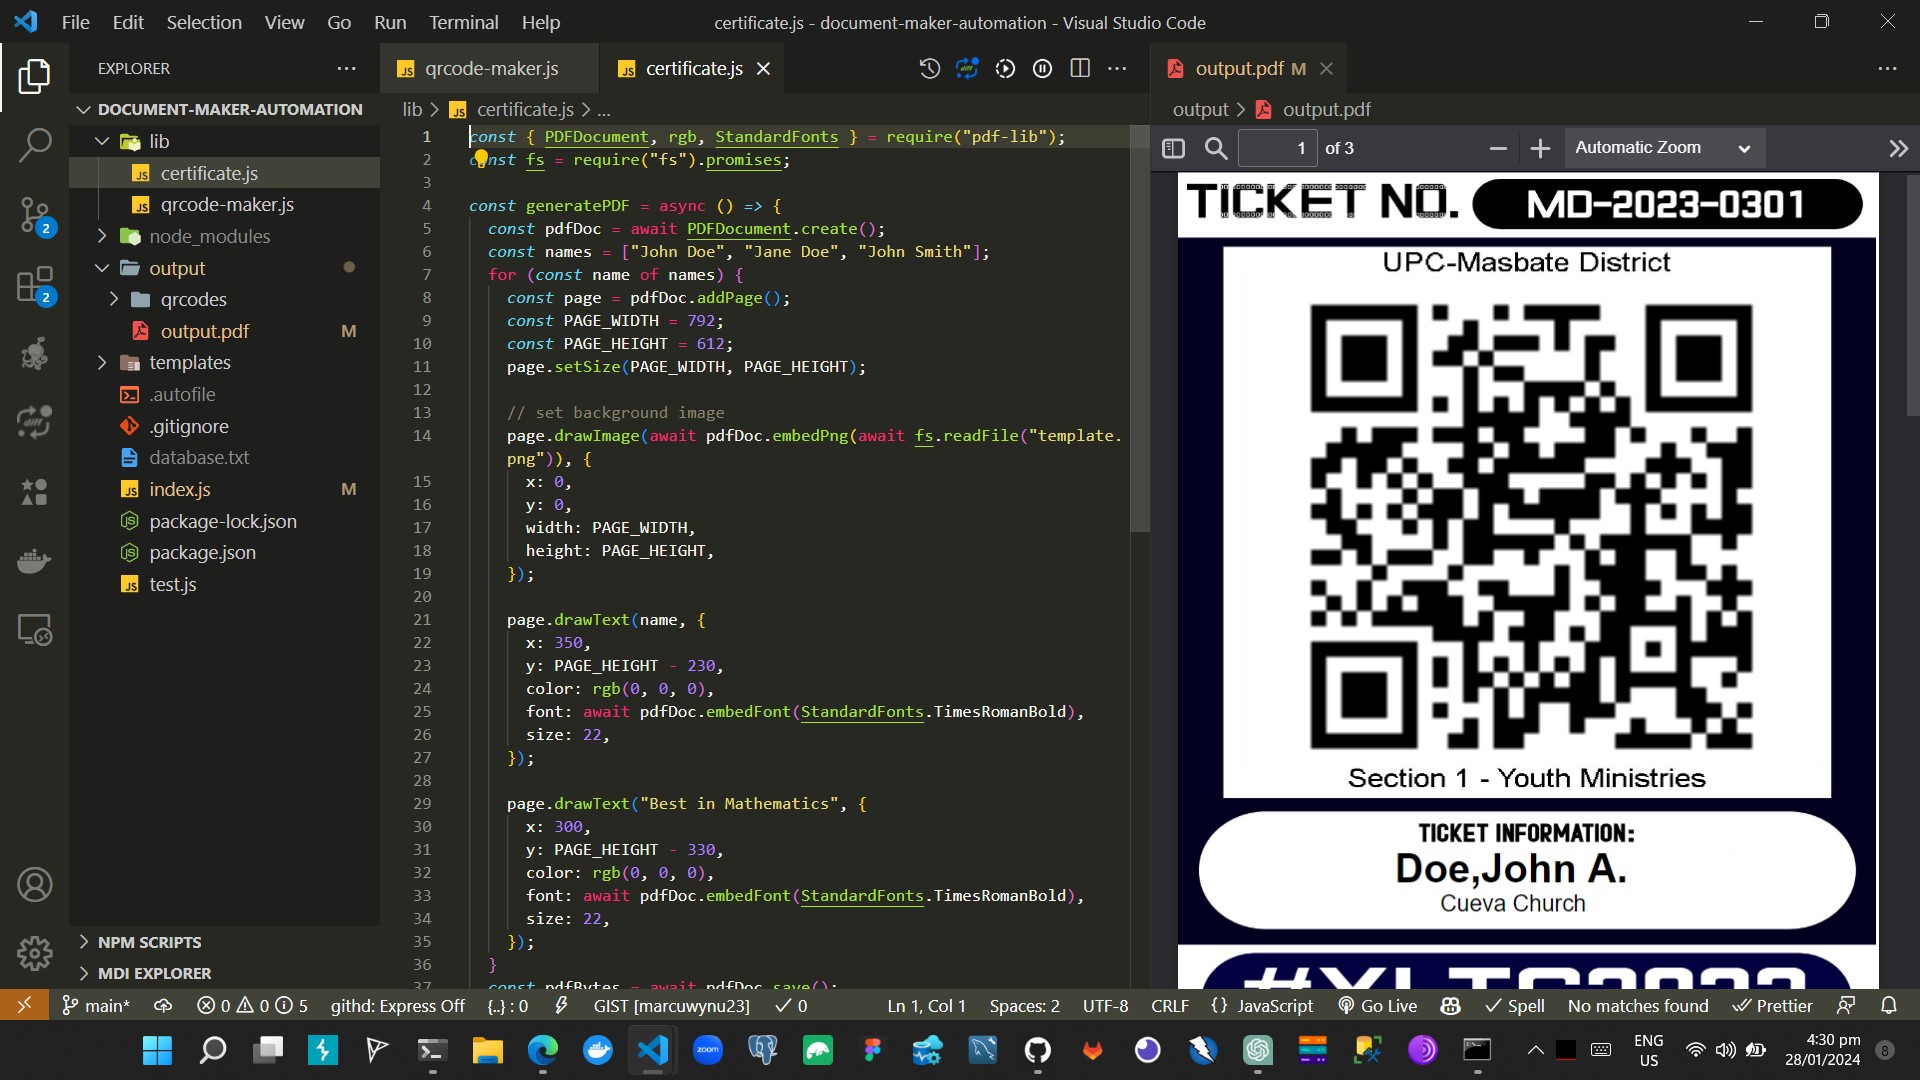 File Edit Selection View Go Run Terminal Help
certificate.js - document-maker-automation - Visual Studio Code
EXPLORER
DOCUMENT-MAKER-AUTOMATION
lib
certificate.js
qrcode-maker.js
node_modules
output
qrcodes
output.pdf M
templates
.autofile
.gitignore
database.txt
index.js M
package-lock.json
package.json
test.js
NPM SCRIPTS
MDI EXPLORER
2
2
qrcode-maker.js
certificate.js
lib > certificate.js > ...
1 const { PDFDocument, rgb, StandardFonts } = require("pdf-lib");
2 const fs = require("fs").promises;
3
4 const generatePDF = async () => {
5 const pdfDoc = await PDFDocument.create();
6 const names = ["John Doe", "Jane Doe", "John Smith"];
7 for (const name of names) {
8 const page = pdfDoc.addPage();
9 const PAGE_WIDTH = 792;
10 const PAGE_HEIGHT = 612;
11 page.setSize(PAGE_WIDTH, PAGE_HEIGHT);
12
13 // set background image
14 page.drawImage(await pdfDoc.embedPng(await fs.readFile("template.
png")), {
15 x: 0,
16 y: 0,
17 width: PAGE_WIDTH,
18 height: PAGE_HEIGHT,
19 });
20
21 page.drawText(name, {
22 x: 350,
23 y: PAGE_HEIGHT - 230,
24 color: rgb(0, 0, 0),
25 font: await pdfDoc.embedFont(StandardFonts.TimesRomanBold),
26 size: 22,
27 });
28
29 page.drawText("Best in Mathematics", {
30 x: 300,
31 y: PAGE_HEIGHT - 330,
32 color: rgb(0, 0, 0),
33 font: await pdfDoc.embedFont(StandardFonts.TimesRomanBold),
34 size: 22,
35 });
36 }
37 const pdfBytes = await pdfDoc.save();
output.pdf M
output > output.pdf
1 of 3
Automatic Zoom
TICKET NO. MD-2023-0301
UPC-Masbate District
Section 1 - Youth Ministries
TICKET INFORMATION:
Doe,John A.
Cueva Church
#YLTC2023
main* 0 0 5 githd: Express Off {..} : 0 GIST [marcuwynu23] 0 Ln 1, Col 1 Spaces: 2 UTF-8 CRLF {} JavaScript Go Live Spell No matches found Prettier
zoom
ENG
US
4:30 pm
28/01/2024
8